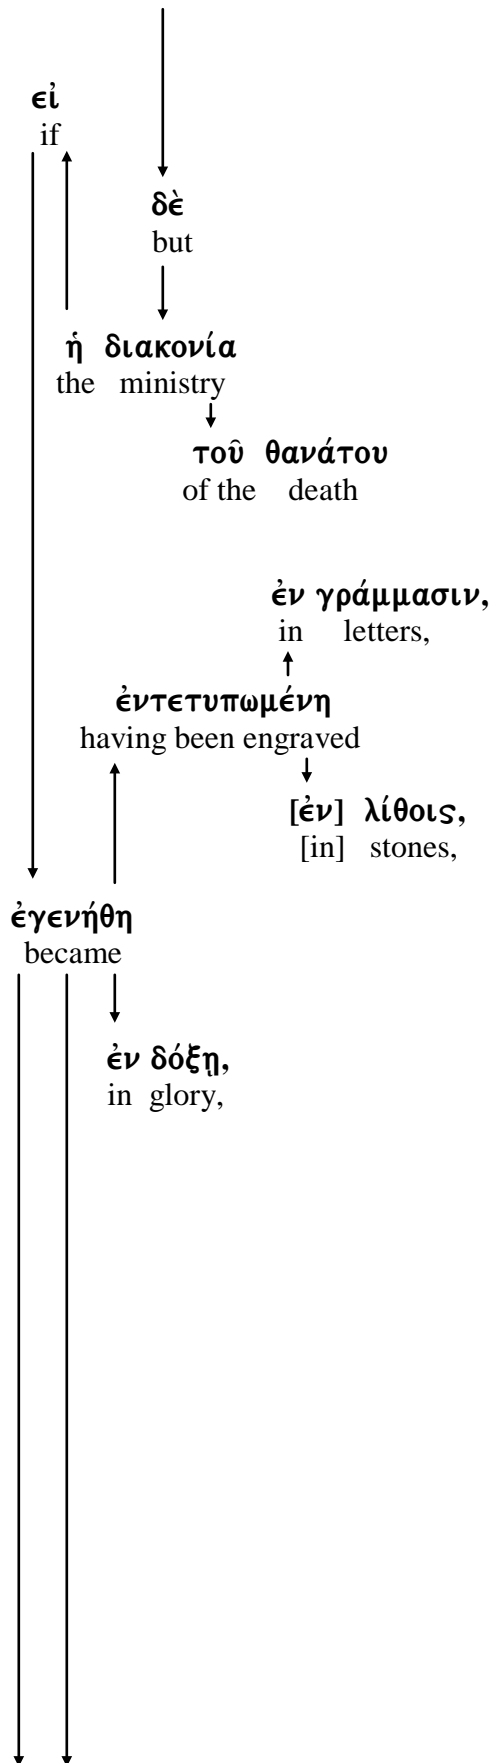 εἰ
if
δὲ
but
ἡ διακονία
the ministry
τοῦ θανάτου
of the death
ἐν γράμμασιν,
in letters,
ἐντετυπωμένη
having been engraved
[ἐν] λίθοις,
[in] stones,
ἐγενήθη
became
ἐν δόξῃ,
in glory,